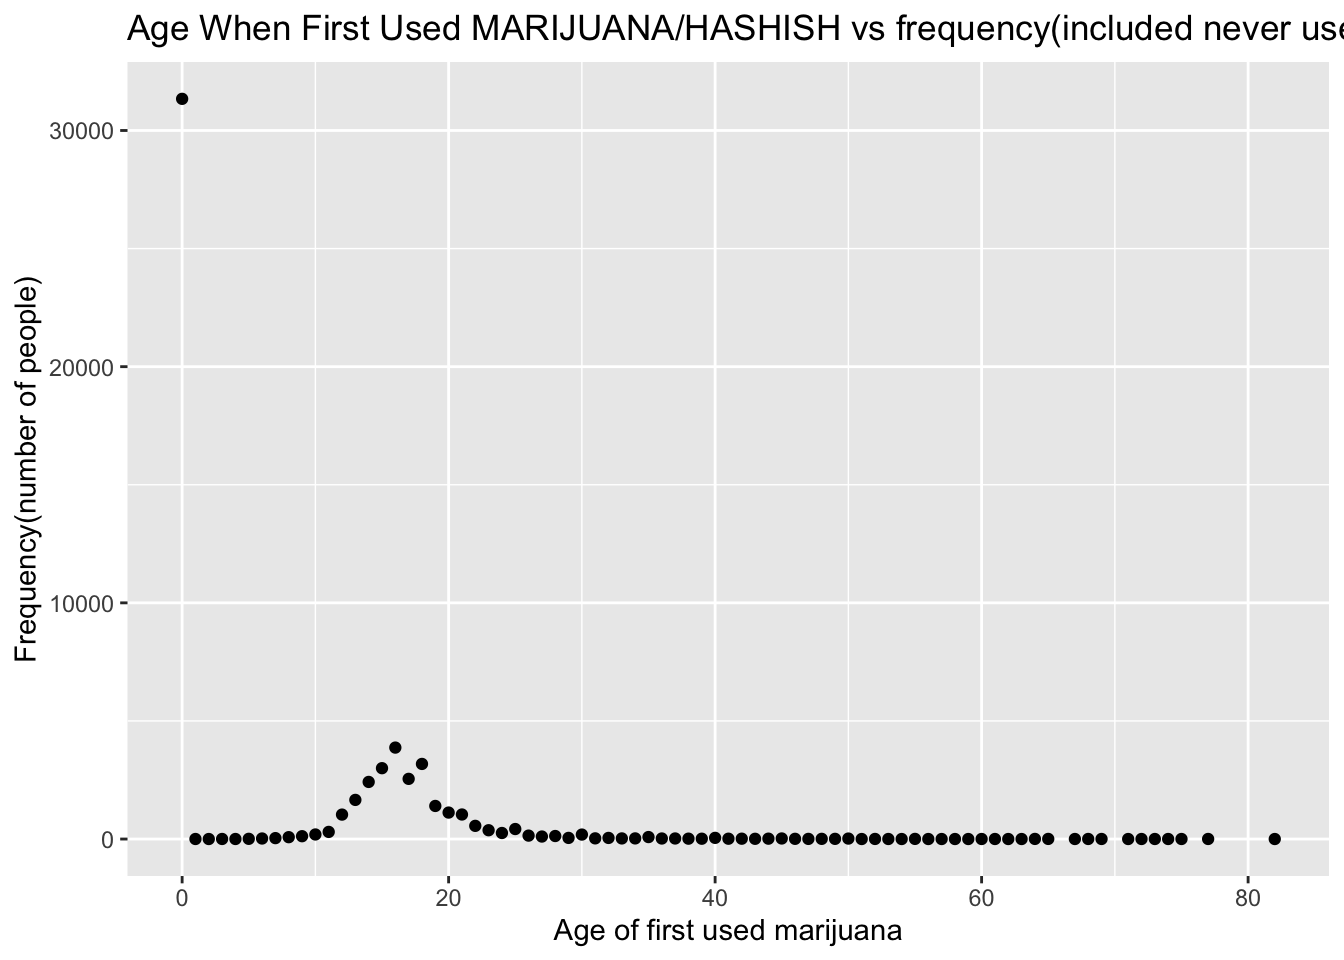 Age When First Used MARIJUANA/HASHISH vs frequency(included never use
30000
20000
10000
0
Frequency(number of people)
0 20 40 60 80
Age of first used marijuana